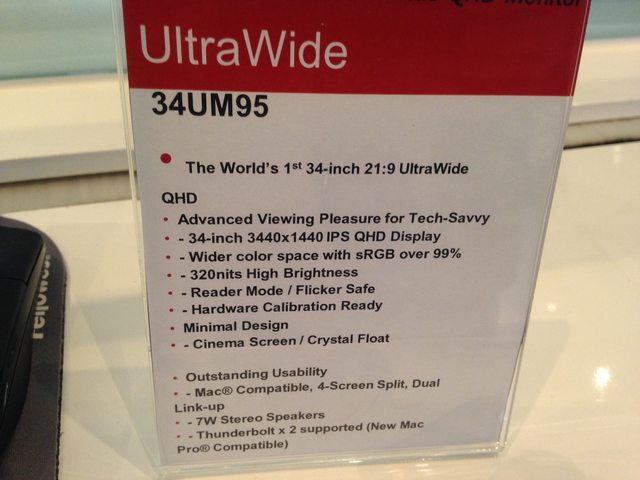 QHD Monitor
UltraWide
34UM95
• The World's 1st 34-inch 21:9 UltraWide
QHD
• Advanced Viewing Pleasure for Tech-Savvy
• - 34-inch 3440x1440 IPS QHD Display
• - Wider color space with sRGB over 99%
• - 320nits High Brightness
• - Reader Mode / Flicker Safe
• - Hardware Calibration Ready
• Minimal Design
• - Cinema Screen / Crystal Float
• Outstanding Usability
• - Mac® Compatible, 4-Screen Split, Dual
Link-up
• - 7W Stereo Speakers
• - Thunderbolt x 2 supported (New Mac
Pro® Compatible)
Fellowes